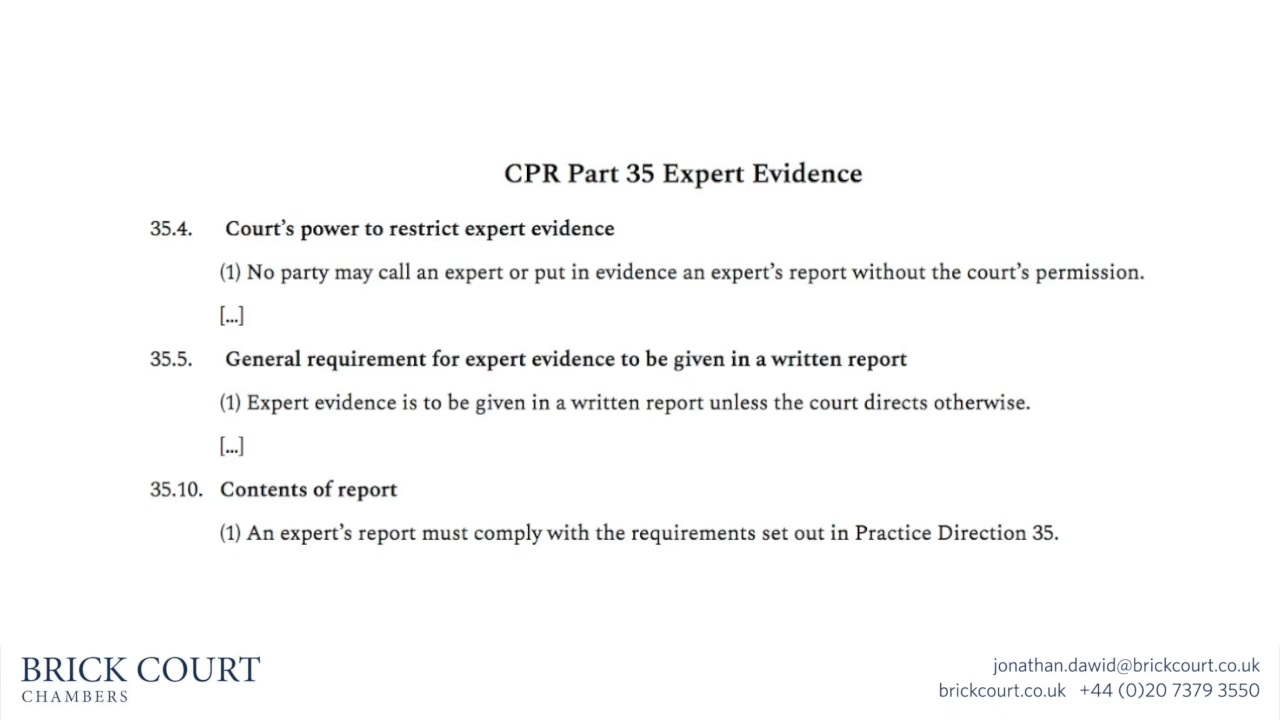 CPR Part 35 Expert Evidence
35.4. Court's power to restrict expert evidence
(1) No party may call an expert or put in evidence an expert's report without the court's permission.
[...]
35.5. General requirement for expert evidence to be given in a written report
(1) Expert evidence is to be given in a written report unless the court directs otherwise.
[...]
35.10. Contents of report
(1) An expert's report must comply with the requirements set out in Practice Direction 35.
BRICK COURT
CHAMBERS
jonathan.dawid@brickcourt.co.uk
brickcourt.co.uk +44 (0)20 7379 3550